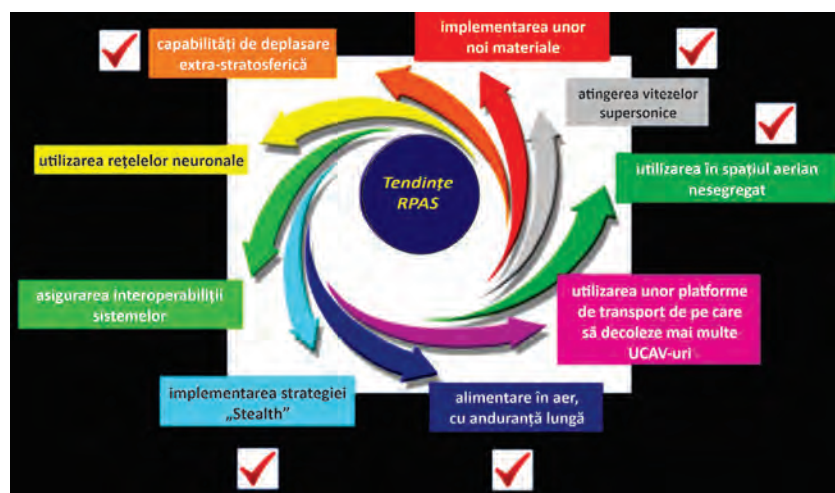 capabilități de deplasare
extra-stratosferică
implementarea unor
noi materiale
atingerea vitezelor
supersonice
utilizarea rețelelor neuronale
Tendințe
RPAS
utilizarea în spațiul aerian
nesegregat
asigurarea interoperabiliții
sistemelor
utilizarea unor platforme
de transport de pe care
să decoleze mai multe
UCAV-uri
implementarea strategiei
„Stealth”
alimentare în aer,
cu anduranță lungă